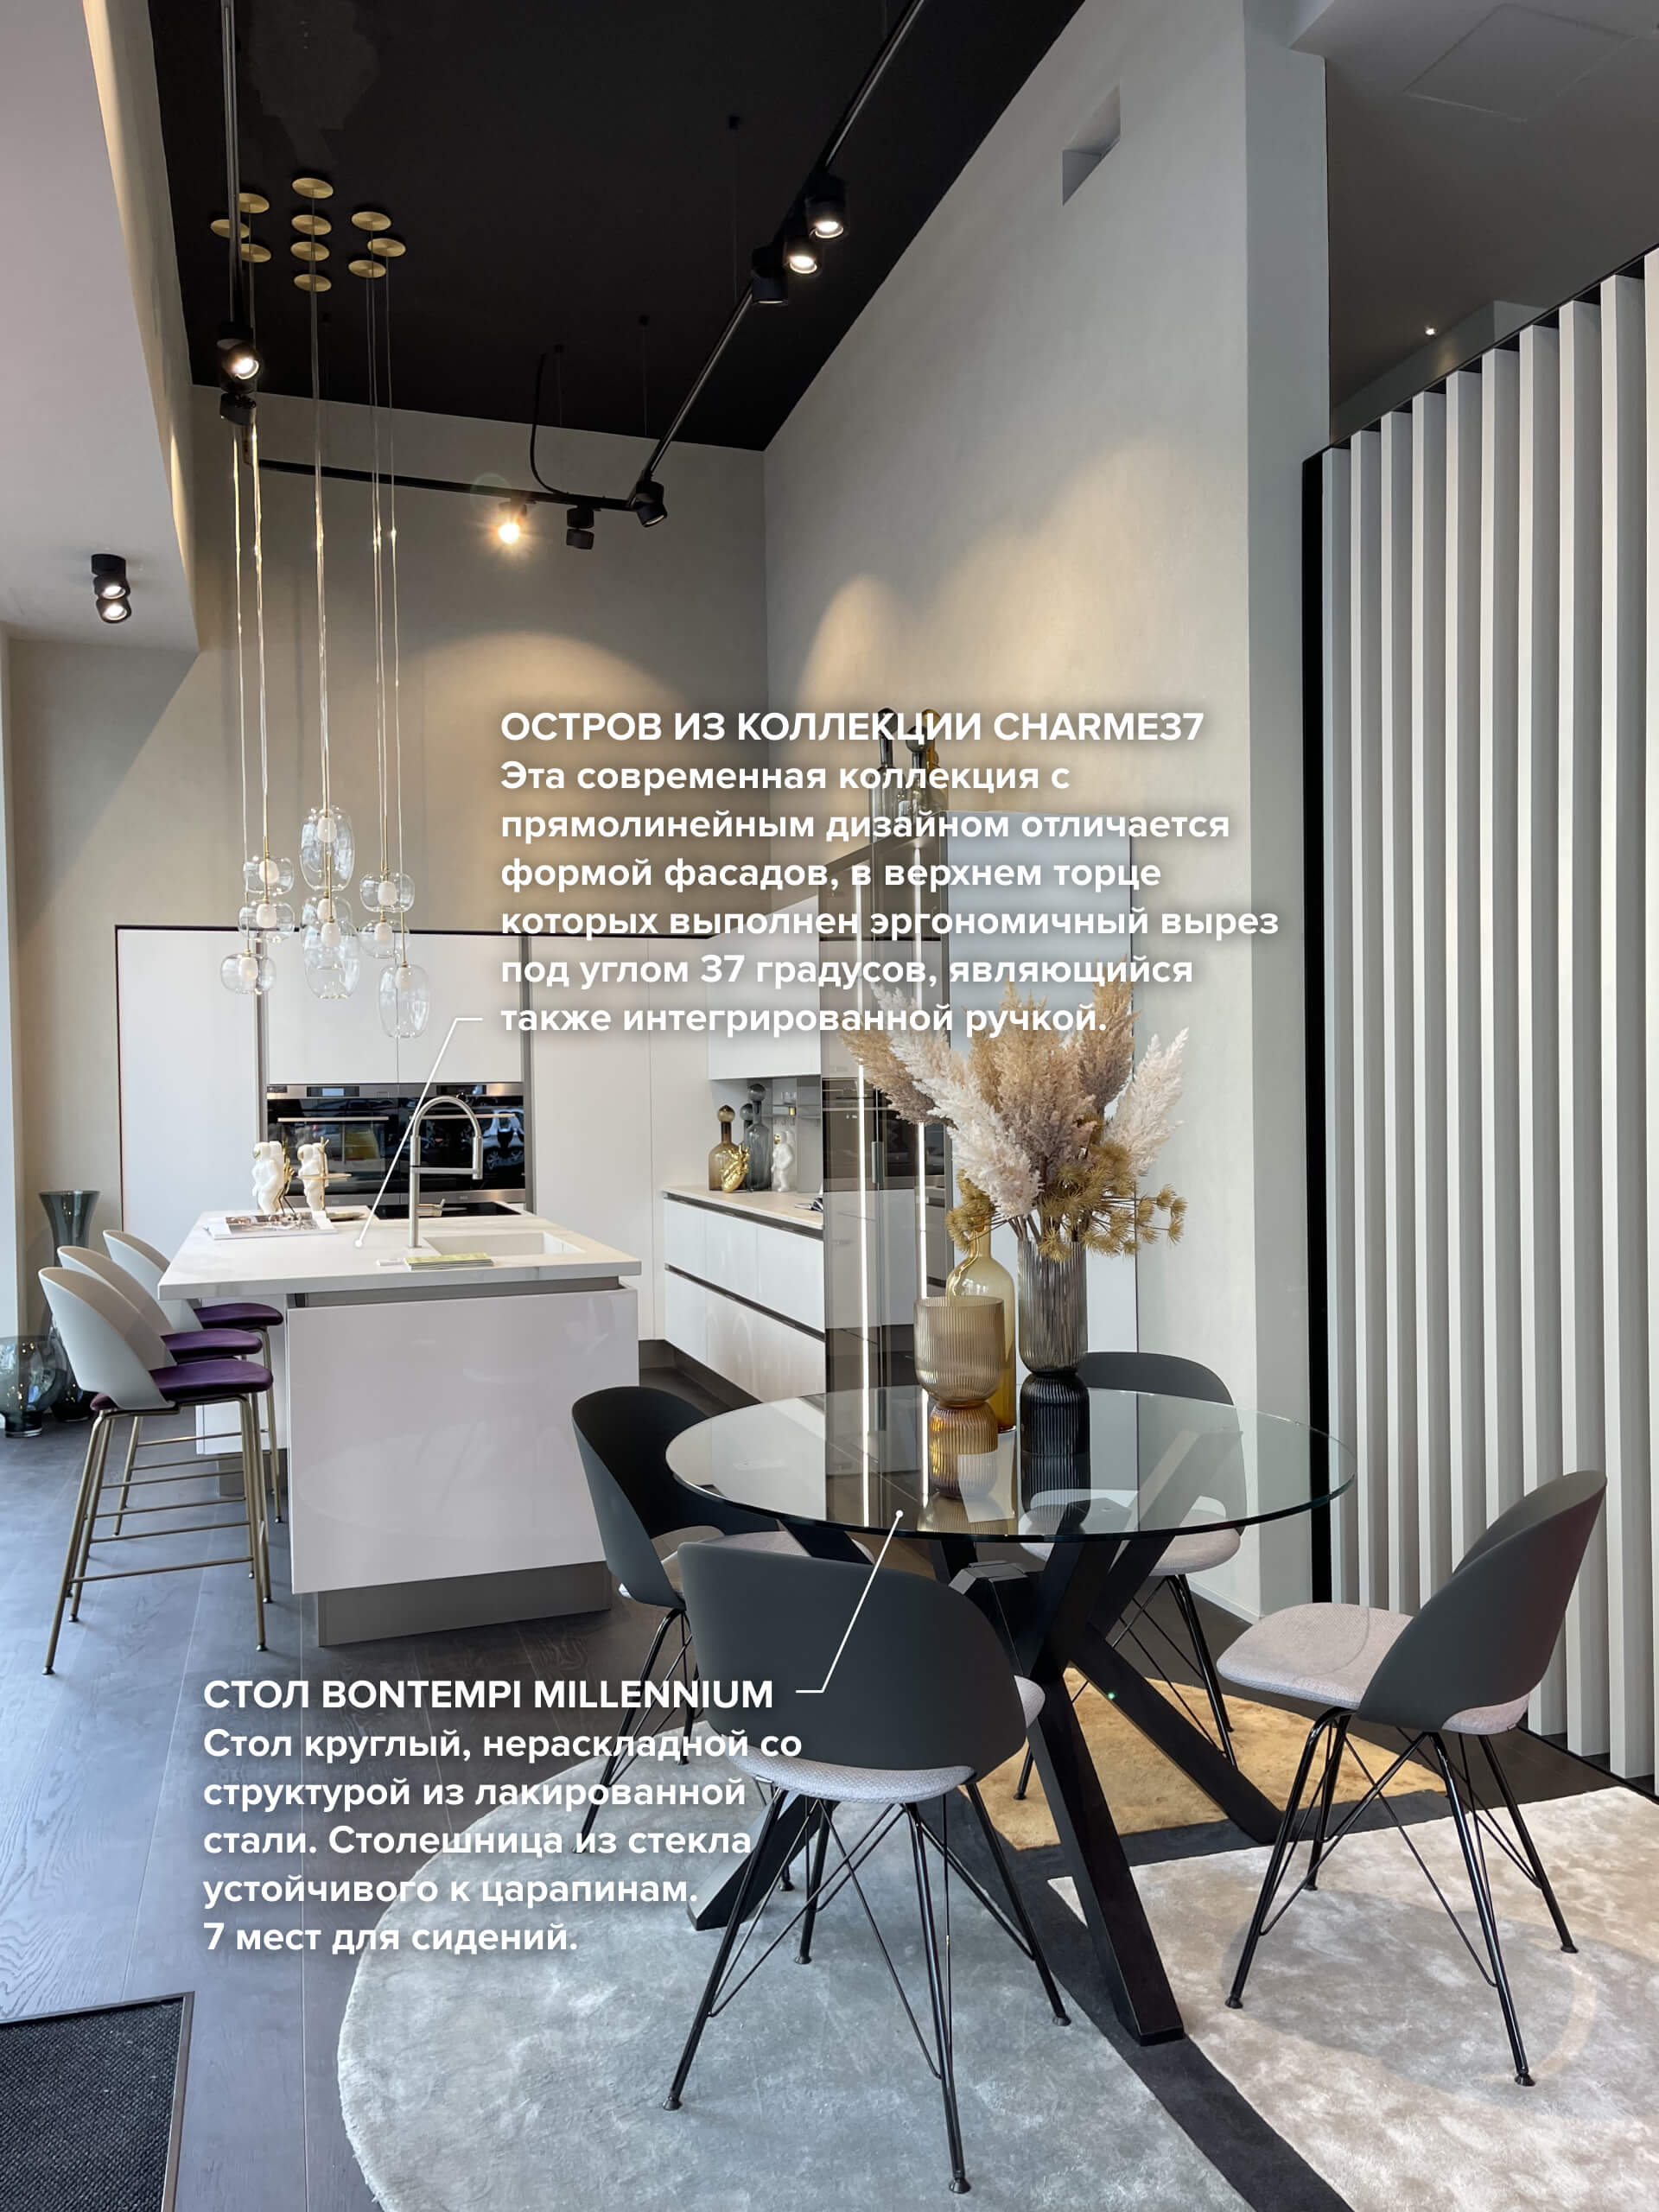 ОСТРОВ ИЗ КОЛЛЕКЦИИ CHARME37
Эта современная коллекция с
прямолинейным дизайном отличается
формой фасадов, в верхнем торце
которых выполнен эргономичный вырез
под углом 37 градусов, являющийся
также интегрированной ручкой.
СТОЛ BONTEMPI MILLENNIUM
Стол круглый, нераскладной со
структурой из лакированной
стали. Столешница из стекла
устойчивого к царапинам.
7 мест для сидений.